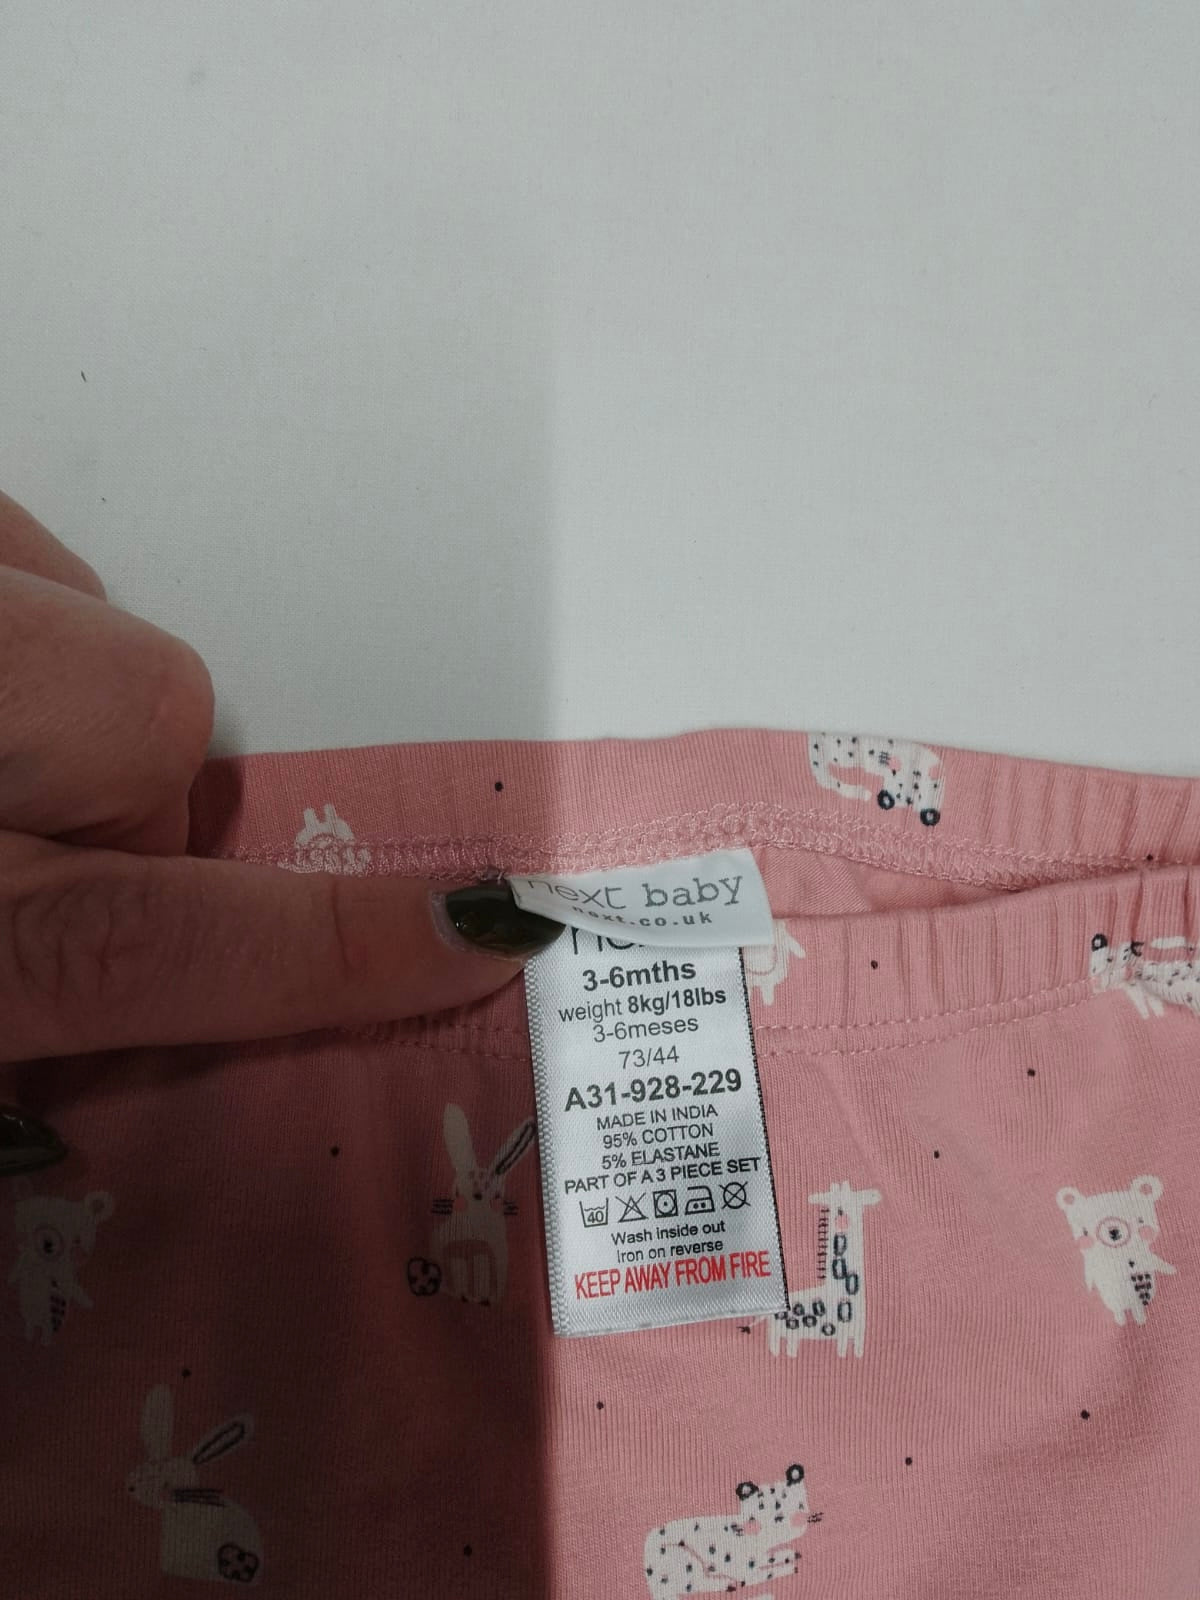 next baby
next.co.uk
3-6mths
weight 8kg/18lbs
3-6meses
73/44
A31-928-229
MADE IN INDIA
95% COTTON
5% ELASTANE
PART OF A 3 PIECE SET
40
Wash inside out
Iron on reverse
KEEP AWAY FROM FIRE